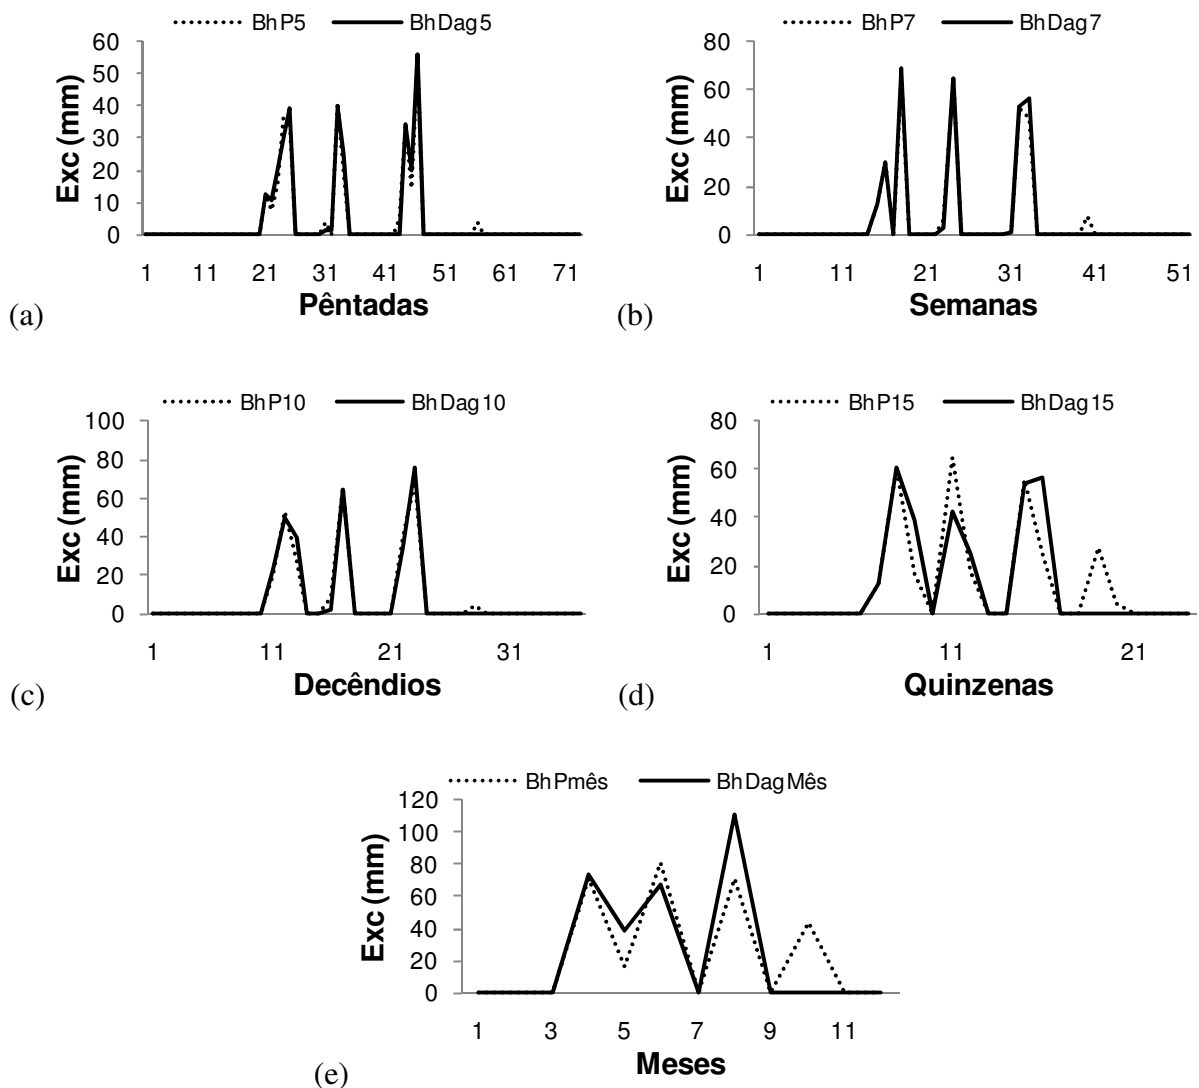 BhP5 BhDag5
Exc (mm)
60
50
40
30
20
10
0
1 11 21 31 41 51 61 71
Pêntadas
(a)
BhP7 BhDag7
Exc (mm)
80
60
40
20
0
1 11 21 31 41 51
Semanas
(b)
BhP10 BhDag10
Exc (mm)
100
80
60
40
20
0
1 11 21 31
Decêndios
(c)
BhP15 BhDag15
Exc (mm)
80
60
40
20
0
1 11 21
Quinzenas
(d)
BhPmês BhDagMês
Exc (mm)
120
100
80
60
40
20
0
1 3 5 7 9 11
Meses
(e)